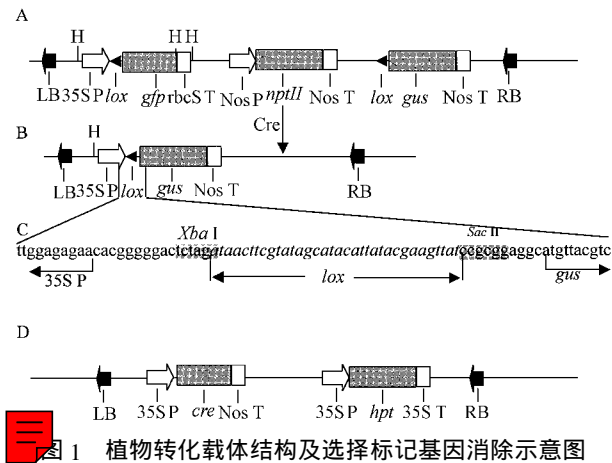 A
H
H H
LB 35S P lox gfp rbcS T Nos P nptII Nos T lox gus Nos T RB
Cre
B
H
LB 35S P lox gus Nos T RB
C
Xba I Sac II
ttggagagaacacgggggactctagataacttcgtatagcatacattatacgaagttatccgcggaggcatgttacgtc
35S P lox gus
D
LB 35S P cre Nos T 35S P hpt 35S T RB
图 1 植物转化载体结构及选择标记基因消除示意图